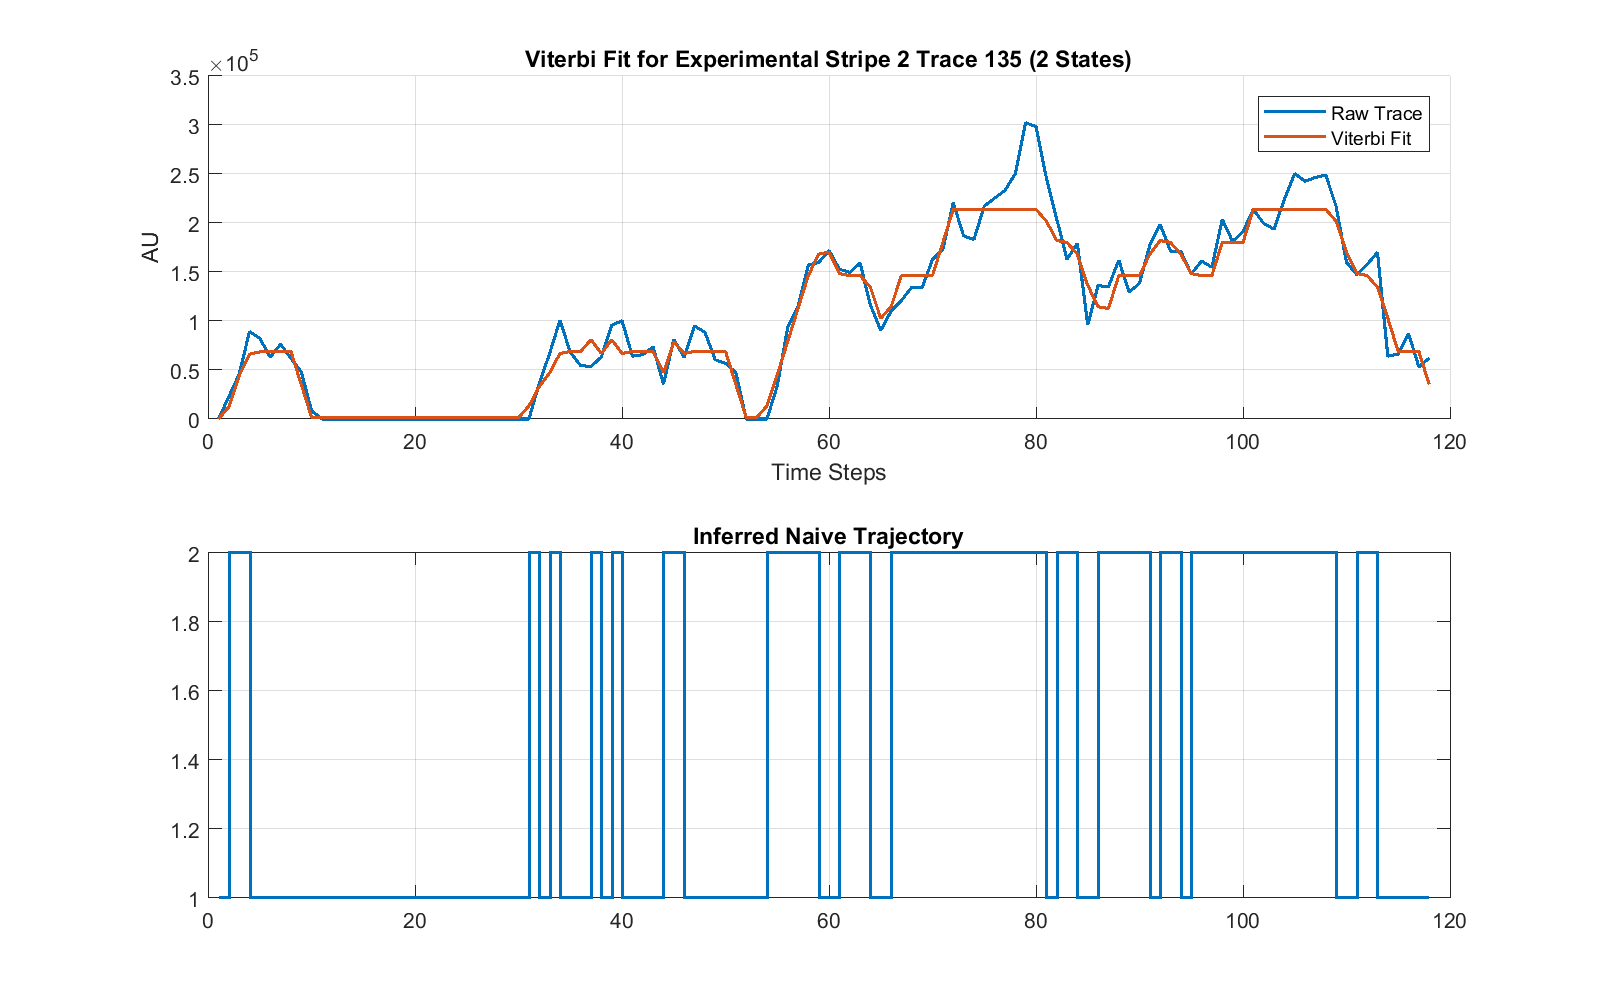 Viterbi Fit for Experimental Stripe 2 Trace 135 (2 States)
×10^5
3.5
3
2.5
2
1.5
1
0.5
0
AU
Raw Trace
Viterbi Fit
0 20 40 60 80 100 120
Time Steps
Inferred Naive Trajectory
2
1.8
1.6
1.4
1.2
1
0 20 40 60 80 100 120